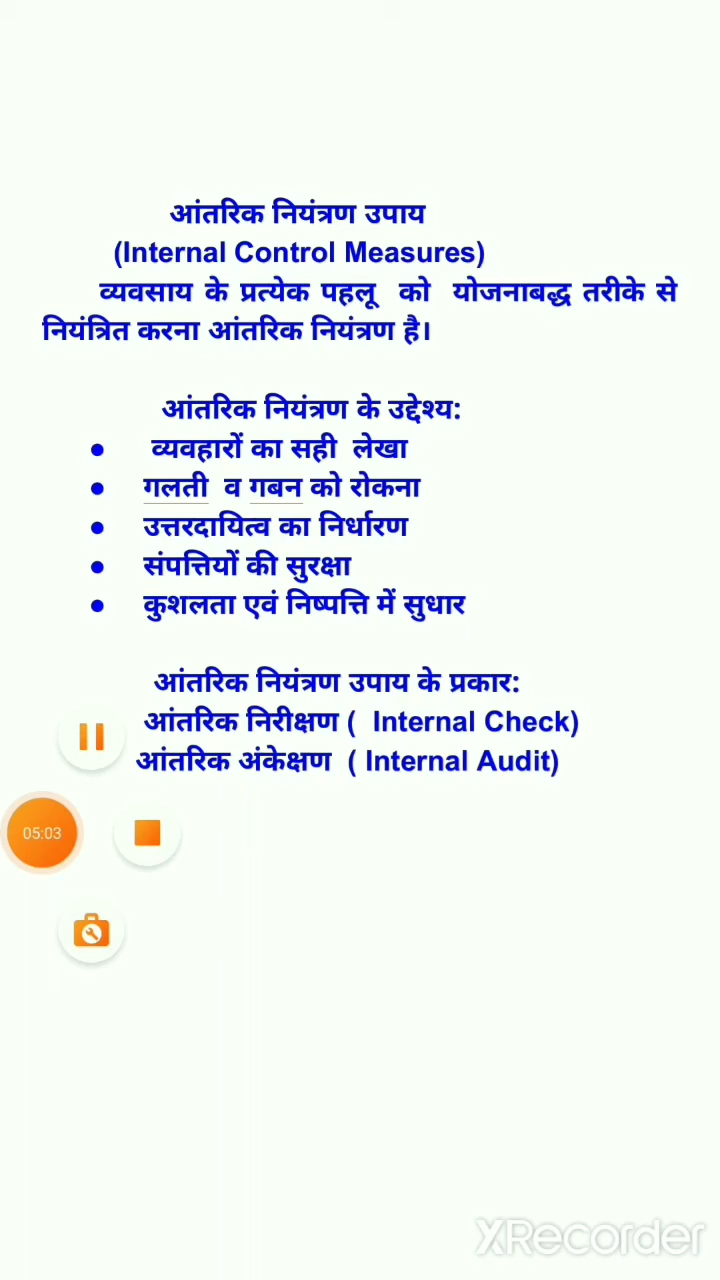 आंतरिक नियंत्रण उपाय
(Internal Control Measures)
व्यवसाय के प्रत्येक पहलू को योजनाबद्ध तरीके से
नियंत्रित करना आंतरिक नियंत्रण है।
आंतरिक नियंत्रण के उद्देश्य:
● व्यवहारों का सही लेखा
● गलती व गबन को रोकना
● उत्तरदायित्व का निर्धारण
● संपत्तियों की सुरक्षा
● कुशलता एवं निष्पत्ति में सुधार
आंतरिक नियंत्रण उपाय के प्रकार:
आंतरिक निरीक्षण ( Internal Check)
आंतरिक अंकेक्षण ( Internal Audit)
05:03
XRecorder